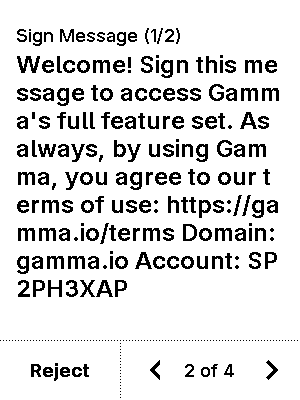 Sign Message (1/2)
Welcome! Sign this me
ssage to access Gamm
a's full feature set. As
always, by using Gam
ma, you agree to our t
erms of use: https://ga
mma.io/terms Domain:
gamma.io Account: SP
2PH3XAP
Reject
2 of 4